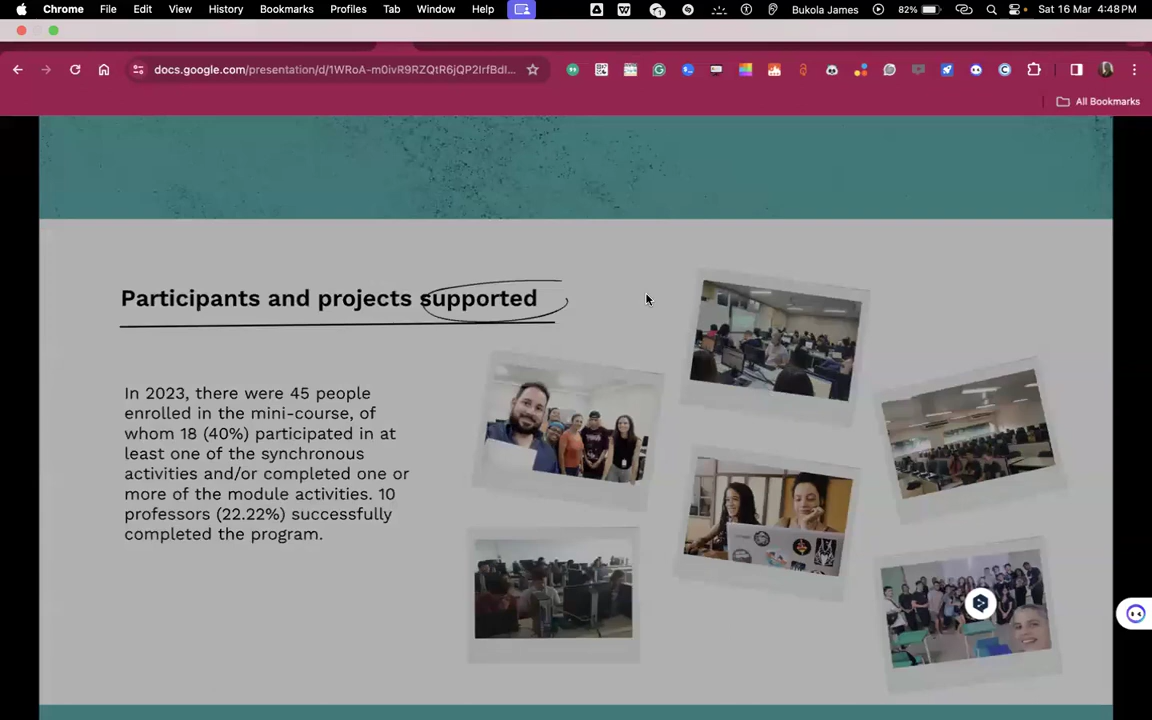 Chrome File Edit View History Bookmarks Profiles Tab Window Help Bukola James 82% Sat 16 Mar 4:48 PM
docs.google.com/presentation/d/1WRoA-m0ivR9RZQtR6jQP2IrfBdI...
All Bookmarks
Participants and projects supported
In 2023, there were 45 people
enrolled in the mini-course, of
whom 18 (40%) participated in at
least one of the synchronous
activities and/or completed one or
more of the module activities. 10
professors (22.22%) successfully
completed the program.